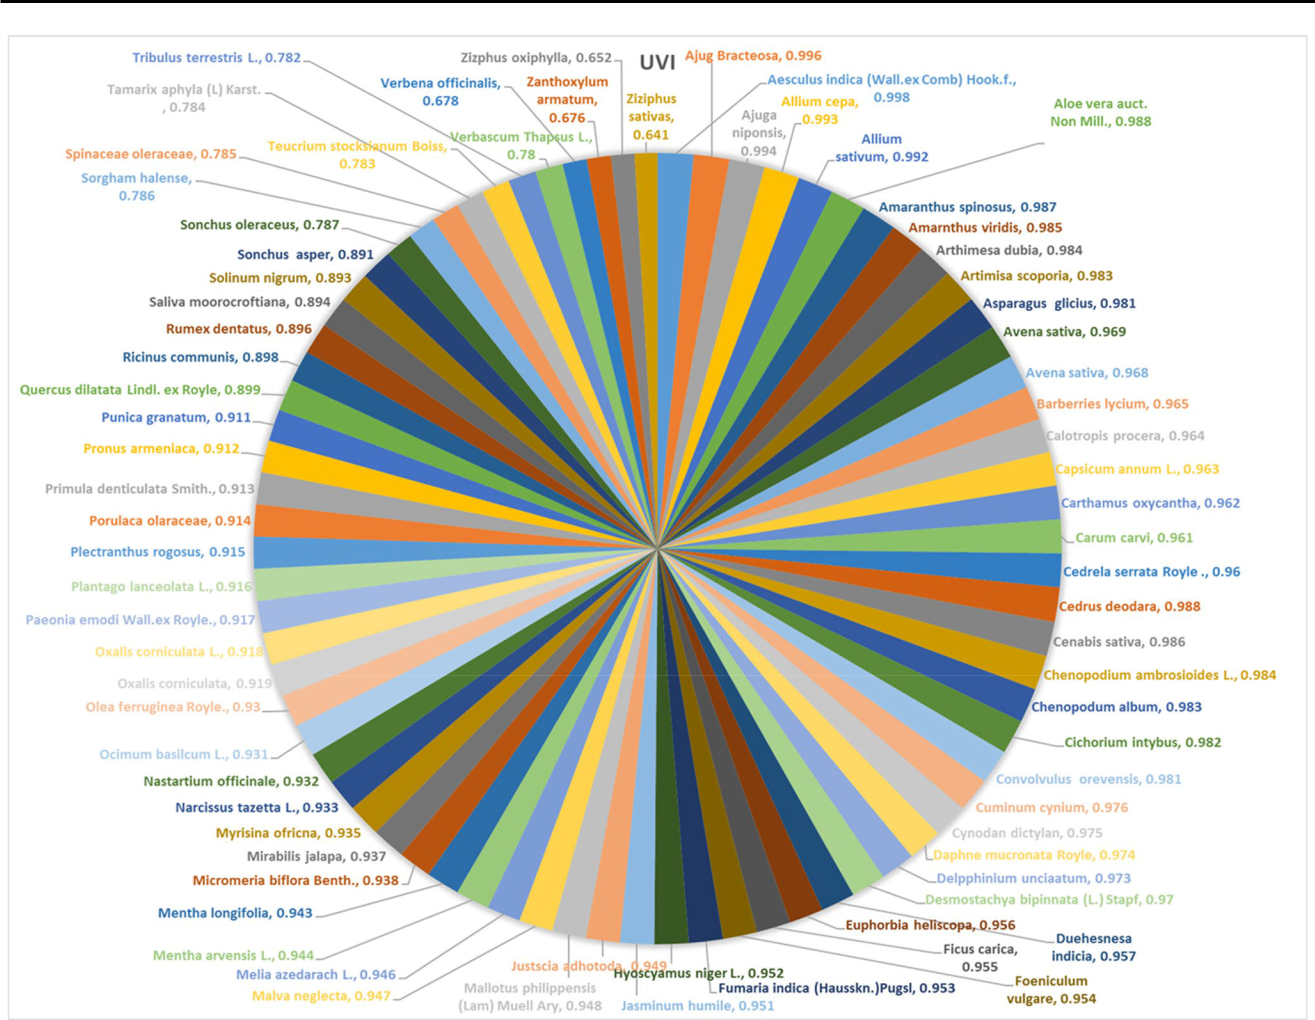 UVI
Aesculus indica (Wall.ex Comb) Hook.f.,
0.998
Ajug Bracteosa, 0.996
Ajuga
niponsis,
0.994
Allium cepa,
0.993
Allium
sativum, 0.992
Aloe vera auct.
Non Mill., 0.988
Amaranthus spinosus, 0.987
Amarnthus viridis, 0.985
Arthimesa dubia, 0.984
Artimisa scoporia, 0.983
Asparagus glicius, 0.981
Avena sativa, 0.969
Avena sativa, 0.968
Barberries lycium, 0.965
Calotropis procera, 0.964
Capsicum annum L., 0.963
Carthamus oxycantha, 0.962
Carum carvi, 0.961
Cedrela serrata Royle ., 0.96
Cedrus deodara, 0.988
Cenabis sativa, 0.986
Chenopodium ambrosioides L., 0.984
Chenopodum album, 0.983
Cichorium intybus, 0.982
Convolvulus orevensis, 0.981
Cuminum cynium, 0.976
Cynodan dictylan, 0.975
Daphne mucronata Royle, 0.974
Delpphinium unciaatum, 0.973
Desmostachya bipinnata (L.) Stapf, 0.97
Duehesnesa
indicia, 0.957
Euphorbia heliscopa, 0.956
Ficus carica,
0.955
Foeniculum
vulgare, 0.954
Fumaria indica (Hausskn.)Pugsl, 0.953
Hyoscyamus niger L., 0.952
Jasminum humile, 0.951
Justscia adhotoda, 0.949
Mallotus philippensis
(Lam) Muell Ary, 0.948
Malva neglecta, 0.947
Melia azedarach L., 0.946
Mentha arvensis L., 0.944
Mentha longifolia, 0.943
Micromeria biflora Benth., 0.938
Mirabilis jalapa, 0.937
Myrisina ofricna, 0.935
Narcissus tazetta L., 0.933
Nastartium officinale, 0.932
Ocimum basilcum L., 0.931
Olea ferruginea Royle., 0.93
Oxalis corniculata, 0.919
Oxalis corniculata L., 0.918
Paeonia emodi Wall.ex Royle., 0.917
Plantago lanceolata L., 0.916
Plectranthus rogosus, 0.915
Porulaca olaraceae, 0.914
Primula denticulata Smith., 0.913
Pronus armeniaca, 0.912
Punica granatum, 0.911
Quercus dilatata Lindl. ex Royle, 0.899
Ricinus communis, 0.898
Rumex dentatus, 0.896
Saliva moorocroftiana, 0.894
Solinum nigrum, 0.893
Sonchus asper, 0.891
Sonchus oleraceus, 0.787
Sorgham halense,
0.786
Spinaceae oleraceae, 0.785
Tamarix aphyla (L) Karst.
, 0.784
Teucrium stocksianum Boiss,
0.783
Tribulus terrestris L., 0.782
Verbascum Thapsus L.,
0.78
Verbena officinalis,
0.678
Zanthoxylum
armatum,
0.676
Zizphus oxiphylla, 0.652
Ziziphus
sativas,
0.641